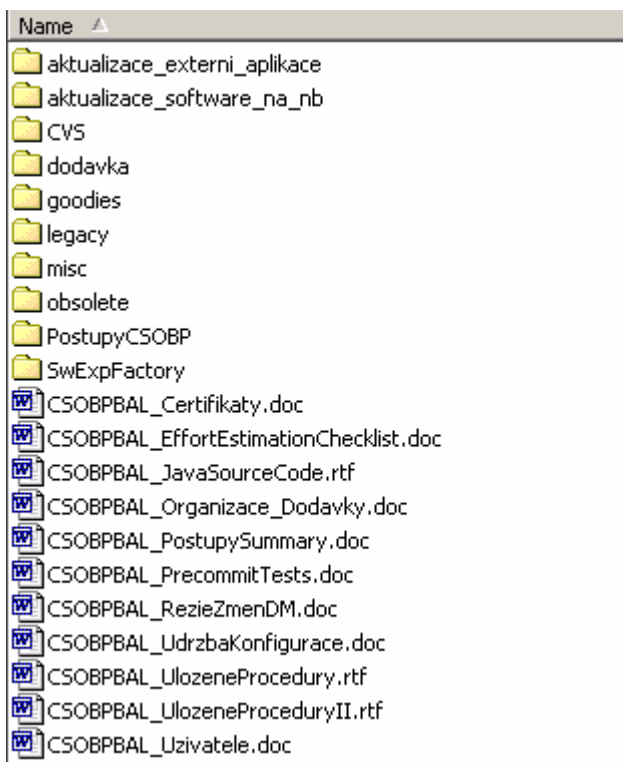 Name
aktualizace_externi_aplikace
aktualizace_software_na_nb
CVS
dodavka
goodies
legacy
misc
obsolete
PostupyCSOBP
SwExpFactory
CSOBPBAL_Certifikaty.doc
CSOBPBAL_EffortEstimationChecklist.doc
CSOBPBAL_JavaSourceCode.rtf
CSOBPBAL_Organizace_Dodavky.doc
CSOBPBAL_PostupySummary.doc
CSOBPBAL_PrecommitTests.doc
CSOBPBAL_RezieZmenDM.doc
CSOBPBAL_UdrzbaKonfigurace.doc
CSOBPBAL_UlozeneProcedury.rtf
CSOBPBAL_UlozeneProceduryII.rtf
CSOBPBAL_Uzivatele.doc